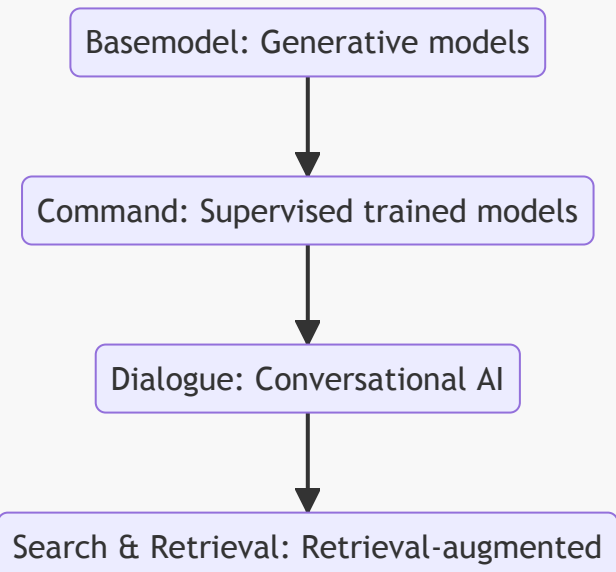 Basemodel: Generative models
Command: Supervised trained models
Dialogue: Conversational AI
Search & Retrieval: Retrieval-augmented